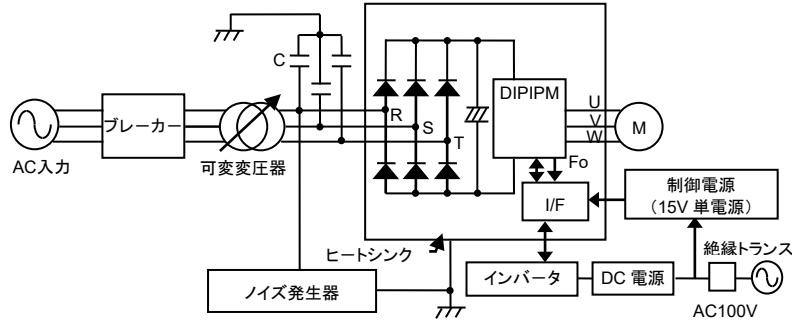 C
DIPIPM
U
V
W
M
R
S
T
Fo
ブレーカー
AC入力
可変変圧器
I/F
制御電源
（15V 単電源）
ヒートシンク
ノイズ発生器
インバータ
DC 電源
絶縁トランス
AC100V